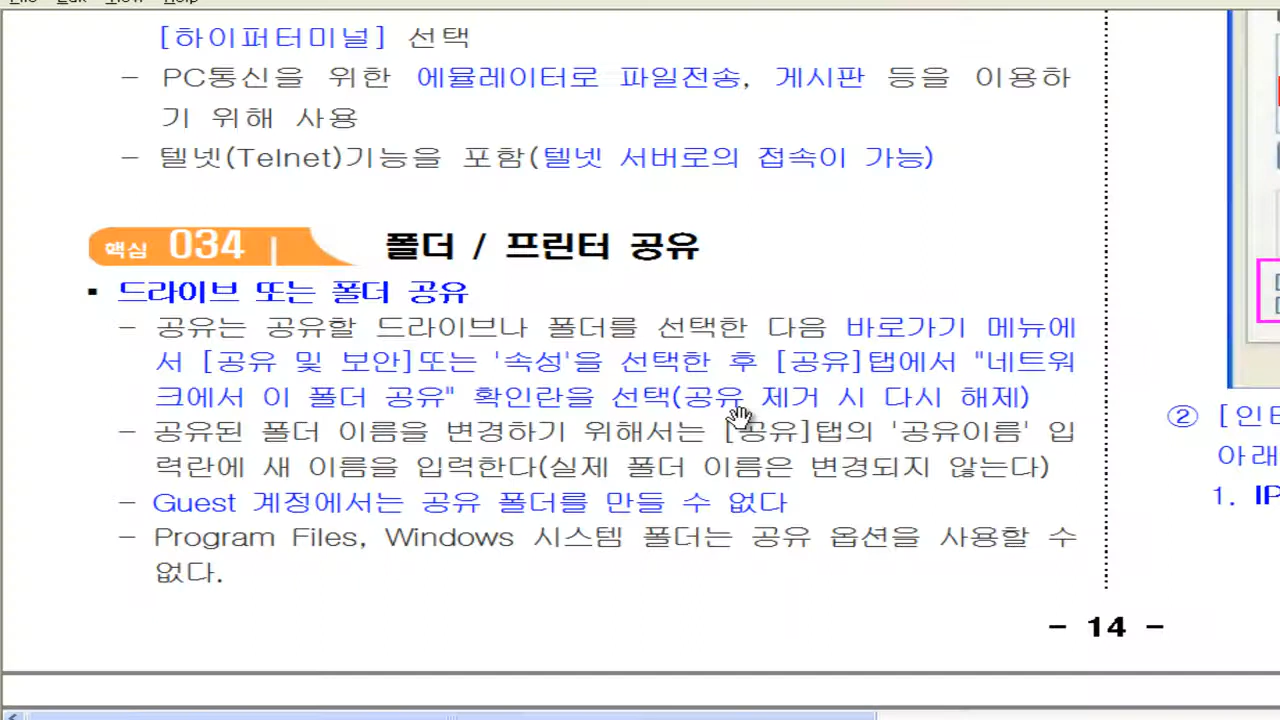 [하이퍼터미널] 선택
- PC통신을 위한 에뮬레이터로 파일전송, 게시판 등을 이용하
기 위해 사용
- 텔넷(Telnet)기능을 포함(텔넷 서버로의 접속이 가능)
핵심 034 폴더 / 프린터 공유
▪ 드라이브 또는 폴더 공유
- 공유는 공유할 드라이브나 폴더를 선택한 다음 바로가기 메뉴에
서 [공유 및 보안]또는 '속성'을 선택한 후 [공유]탭에서 "네트워
크에서 이 폴더 공유" 확인란을 선택(공유 제거 시 다시 해제)
- 공유된 폴더 이름을 변경하기 위해서는 [공유]탭의 '공유이름' 입
력란에 새 이름을 입력한다(실제 폴더 이름은 변경되지 않는다)
- Guest 계정에서는 공유 폴더를 만들 수 없다
- Program Files, Windows 시스템 폴더는 공유 옵션을 사용할 수
없다.
- 14 -
② [인터
아래
1. IP